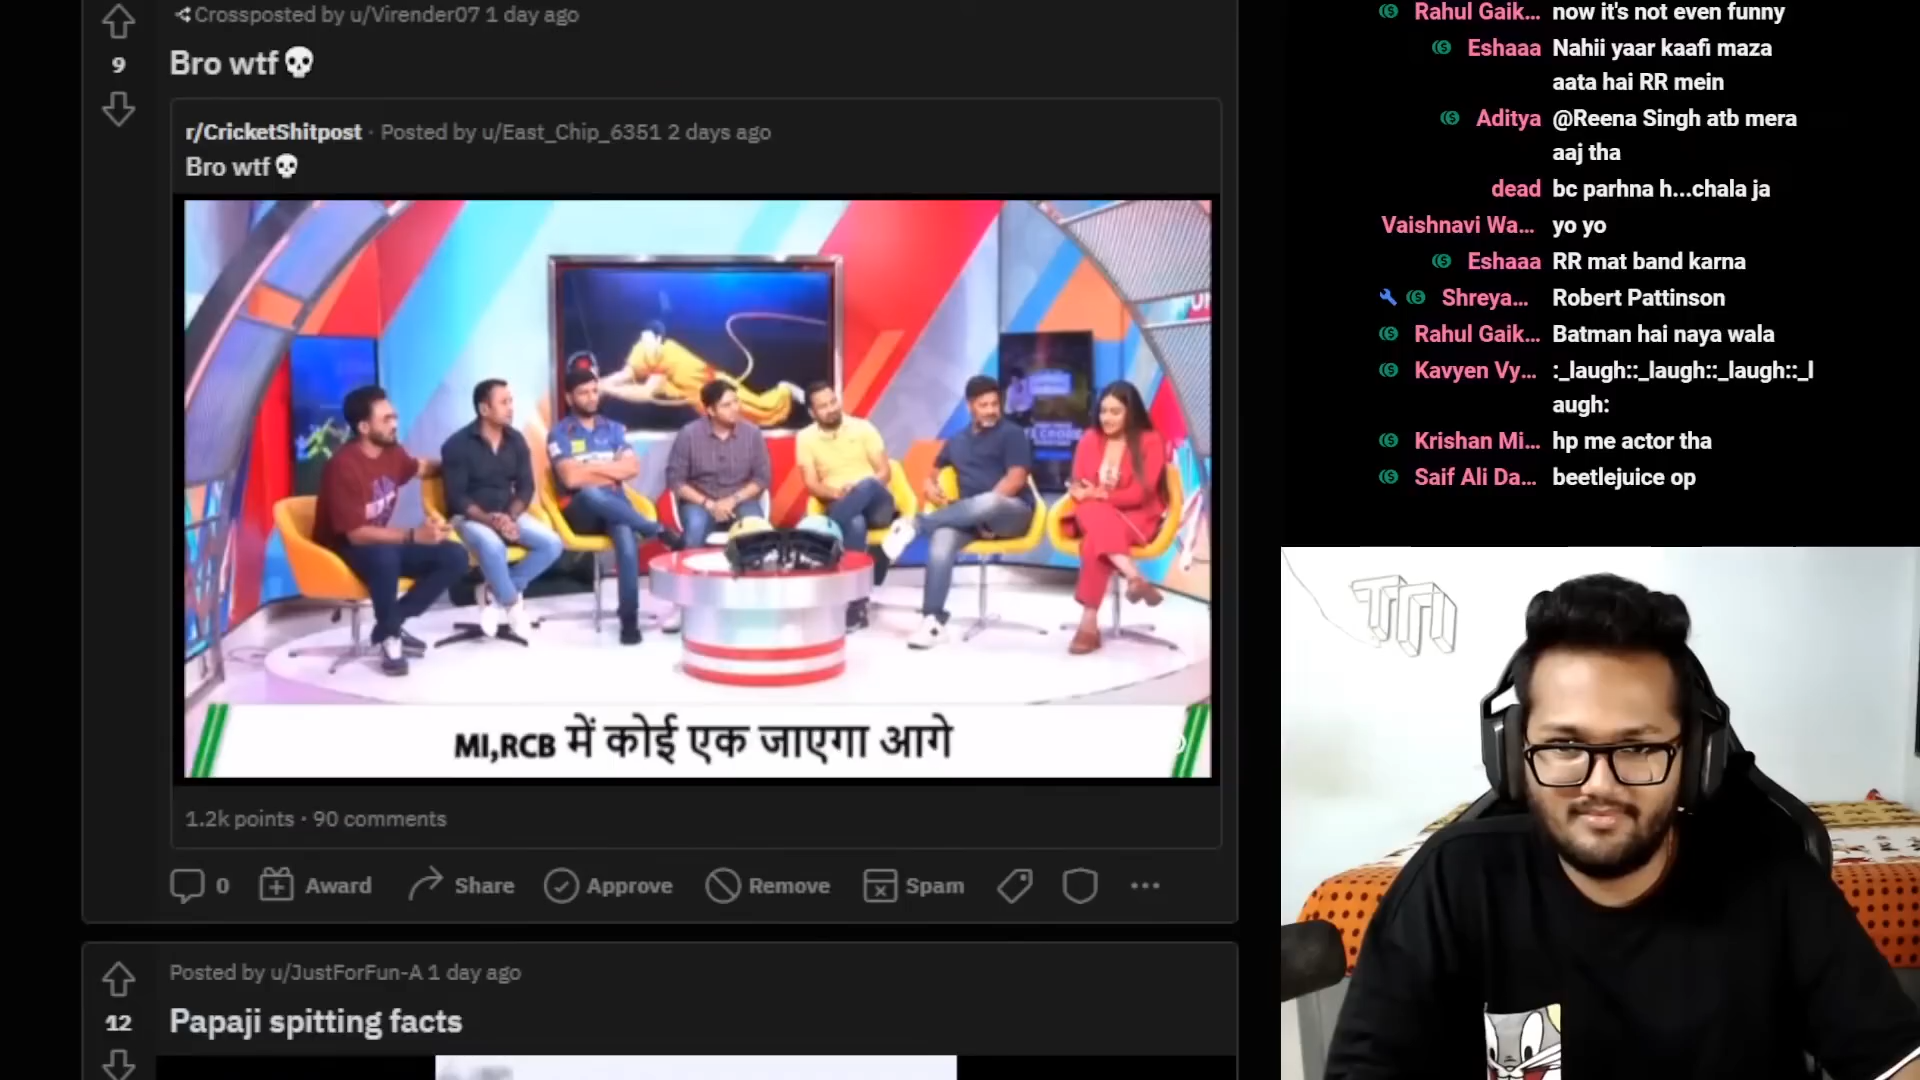 Crossposted by u/Virender07 1 day ago
9
Bro wtf💀
r/CricketShitpost · Posted by u/East_Chip_6351 2 days ago
Bro wtf💀
MI,RCB में कोई एक जाएगा आगे
1.2k points · 90 comments
0 Award Share Approve Remove Spam
Posted by u/JustForFun-A 1 day ago
12
Papaji spitting facts
Rahul Gaik... now it's not even funny
Eshaaa Nahii yaar kaafi maza
aata hai RR mein
Aditya @Reena Singh atb mera
aaj tha
dead bc parhna h...chala ja
Vaishnavi Wa... yo yo
Eshaaa RR mat band karna
Shreya... Robert Pattinson
Rahul Gaik... Batman hai naya wala
Kavyen Vy... :_laugh::_laugh::_laugh::_l
augh:
Krishan Mi... hp me actor tha
Saif Ali Da... beetlejuice op